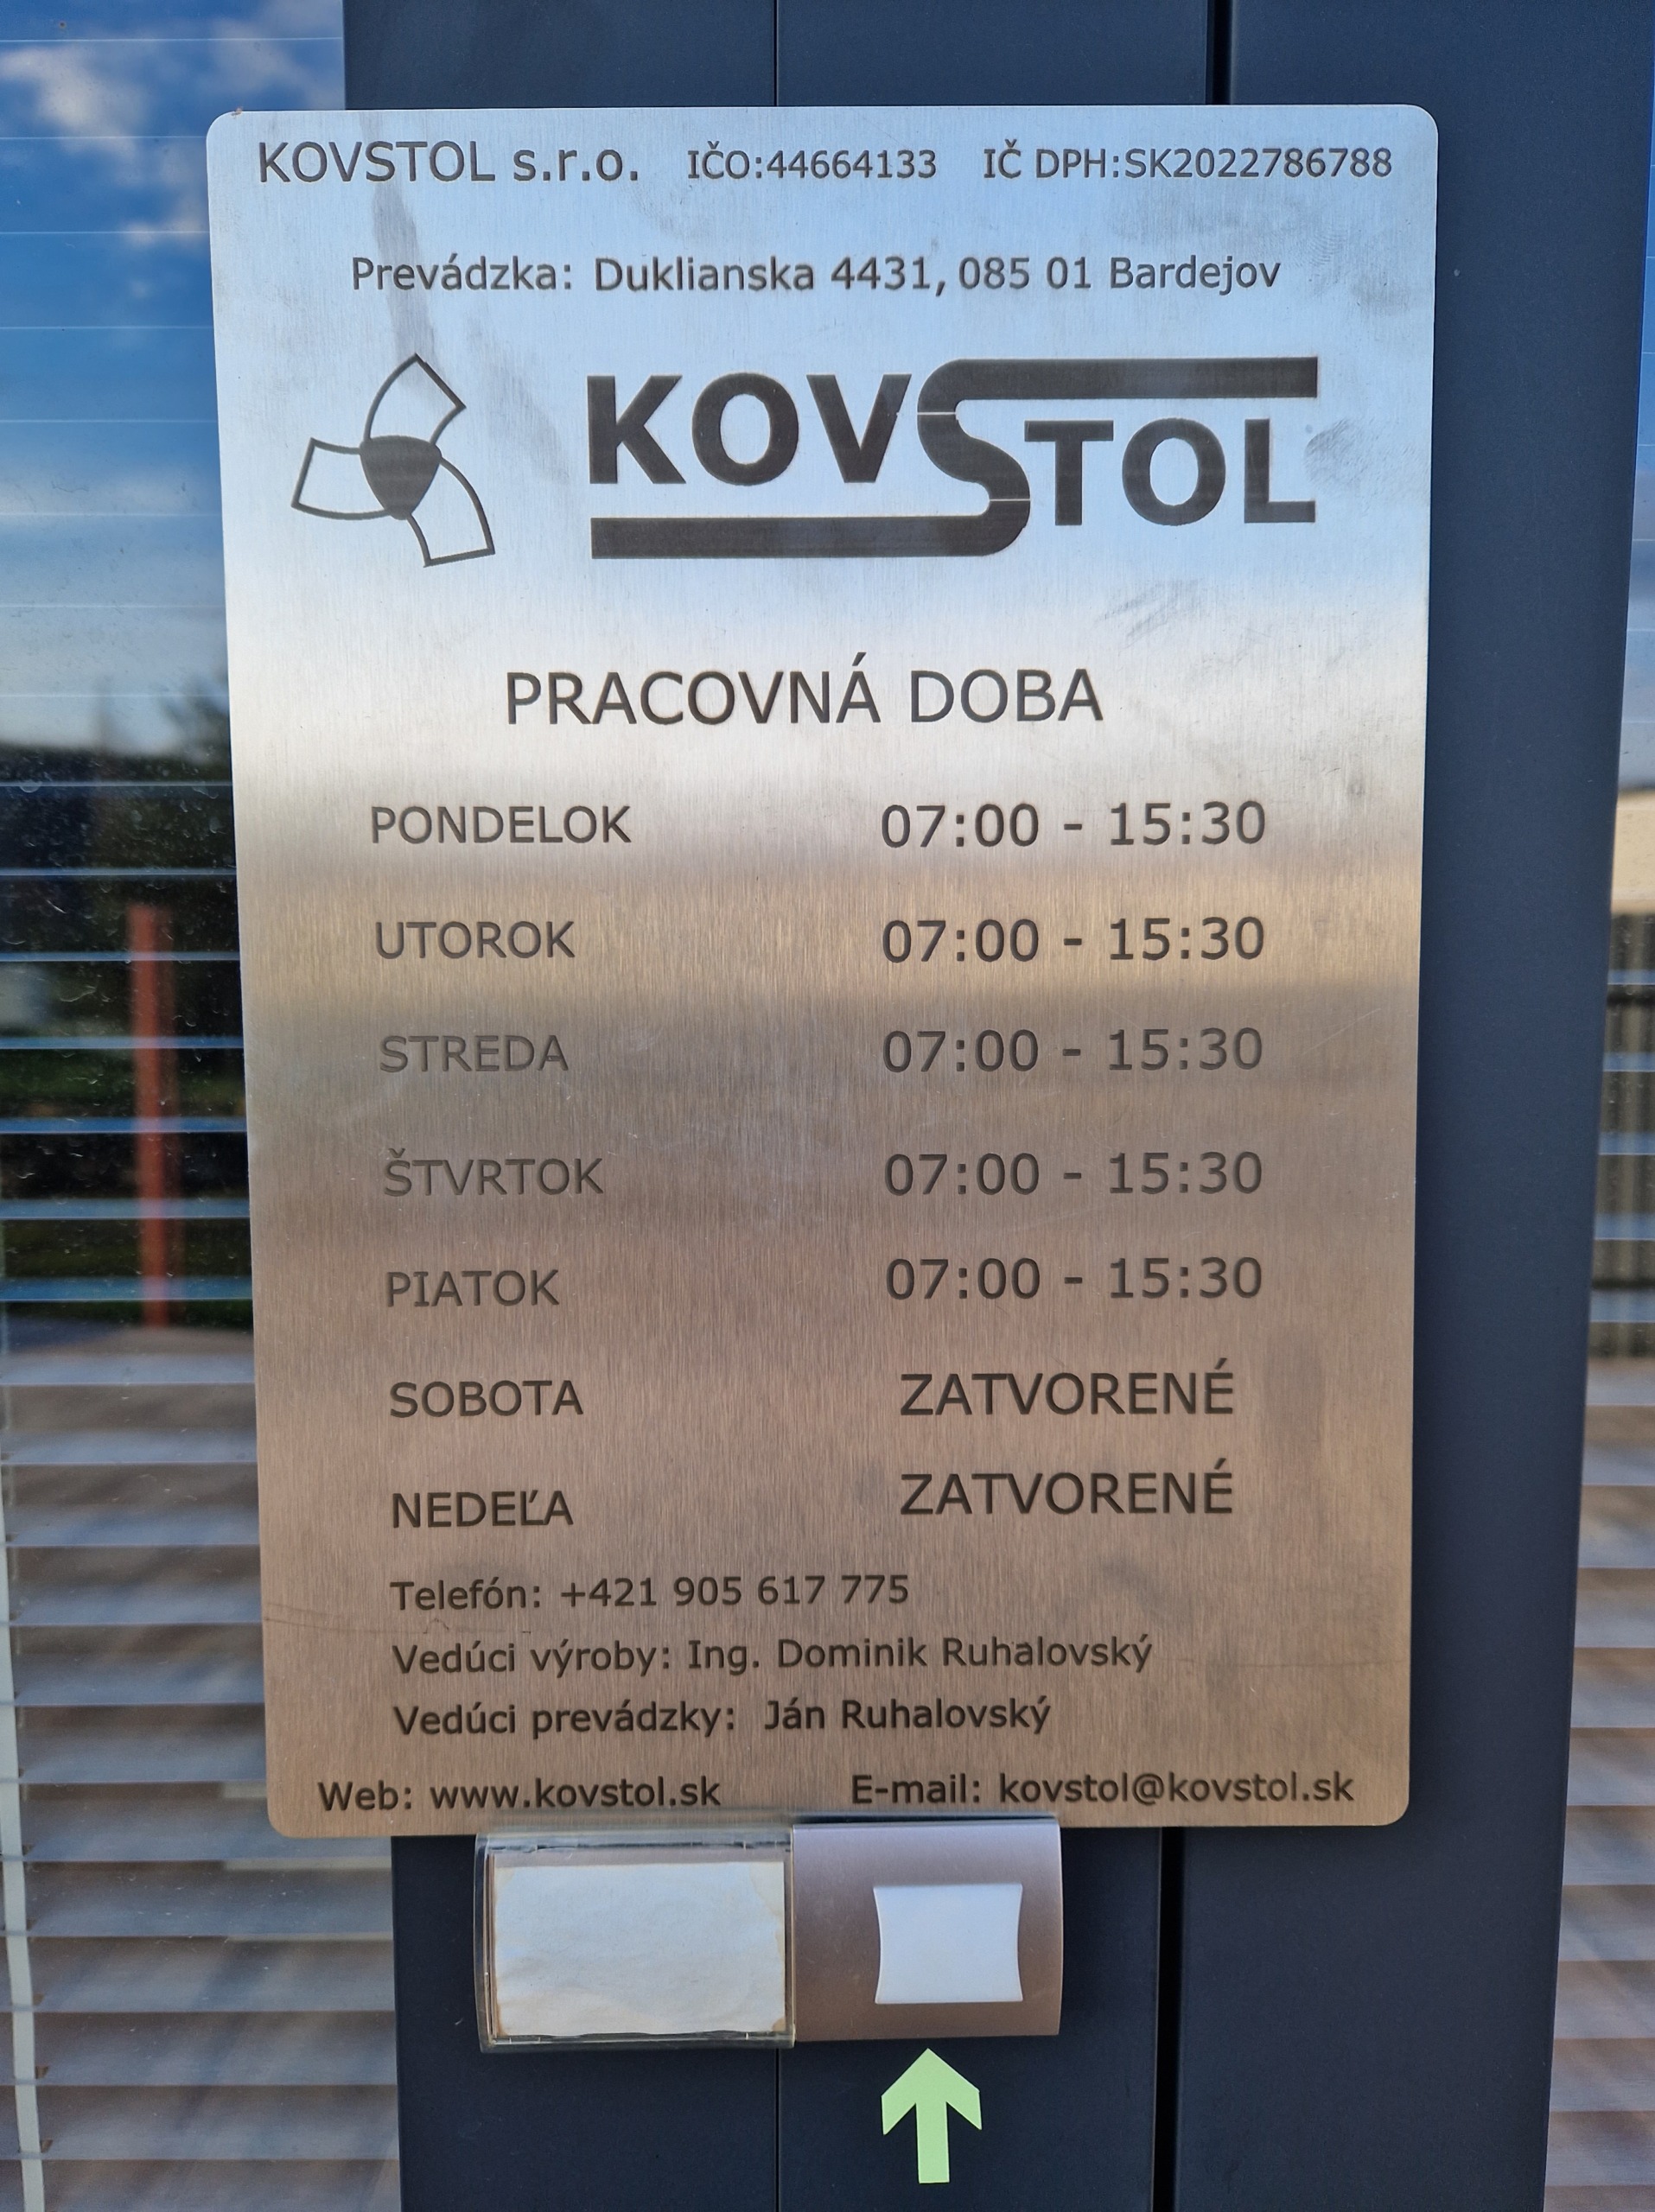 KOVSTOL s.r.o. IČO:44664133 IČ DPH:SK2022786788
Prevádzka: Duklianska 4431, 085 01 Bardejov
KOVSTOL
PRACOVNÁ DOBA
PONDELOK 07:00 - 15:30
UTOROK 07:00 - 15:30
STREDA 07:00 - 15:30
ŠTVRTOK 07:00 - 15:30
PIATOK 07:00 - 15:30
SOBOTA ZATVORENÉ
NEDEĽA ZATVORENÉ
Telefón: +421 905 617 775
Vedúci výroby: Ing. Dominik Ruhalovský
Vedúci prevádzky: Ján Ruhalovský
Web: www.kovstol.sk E-mail: kovstol@kovstol.sk